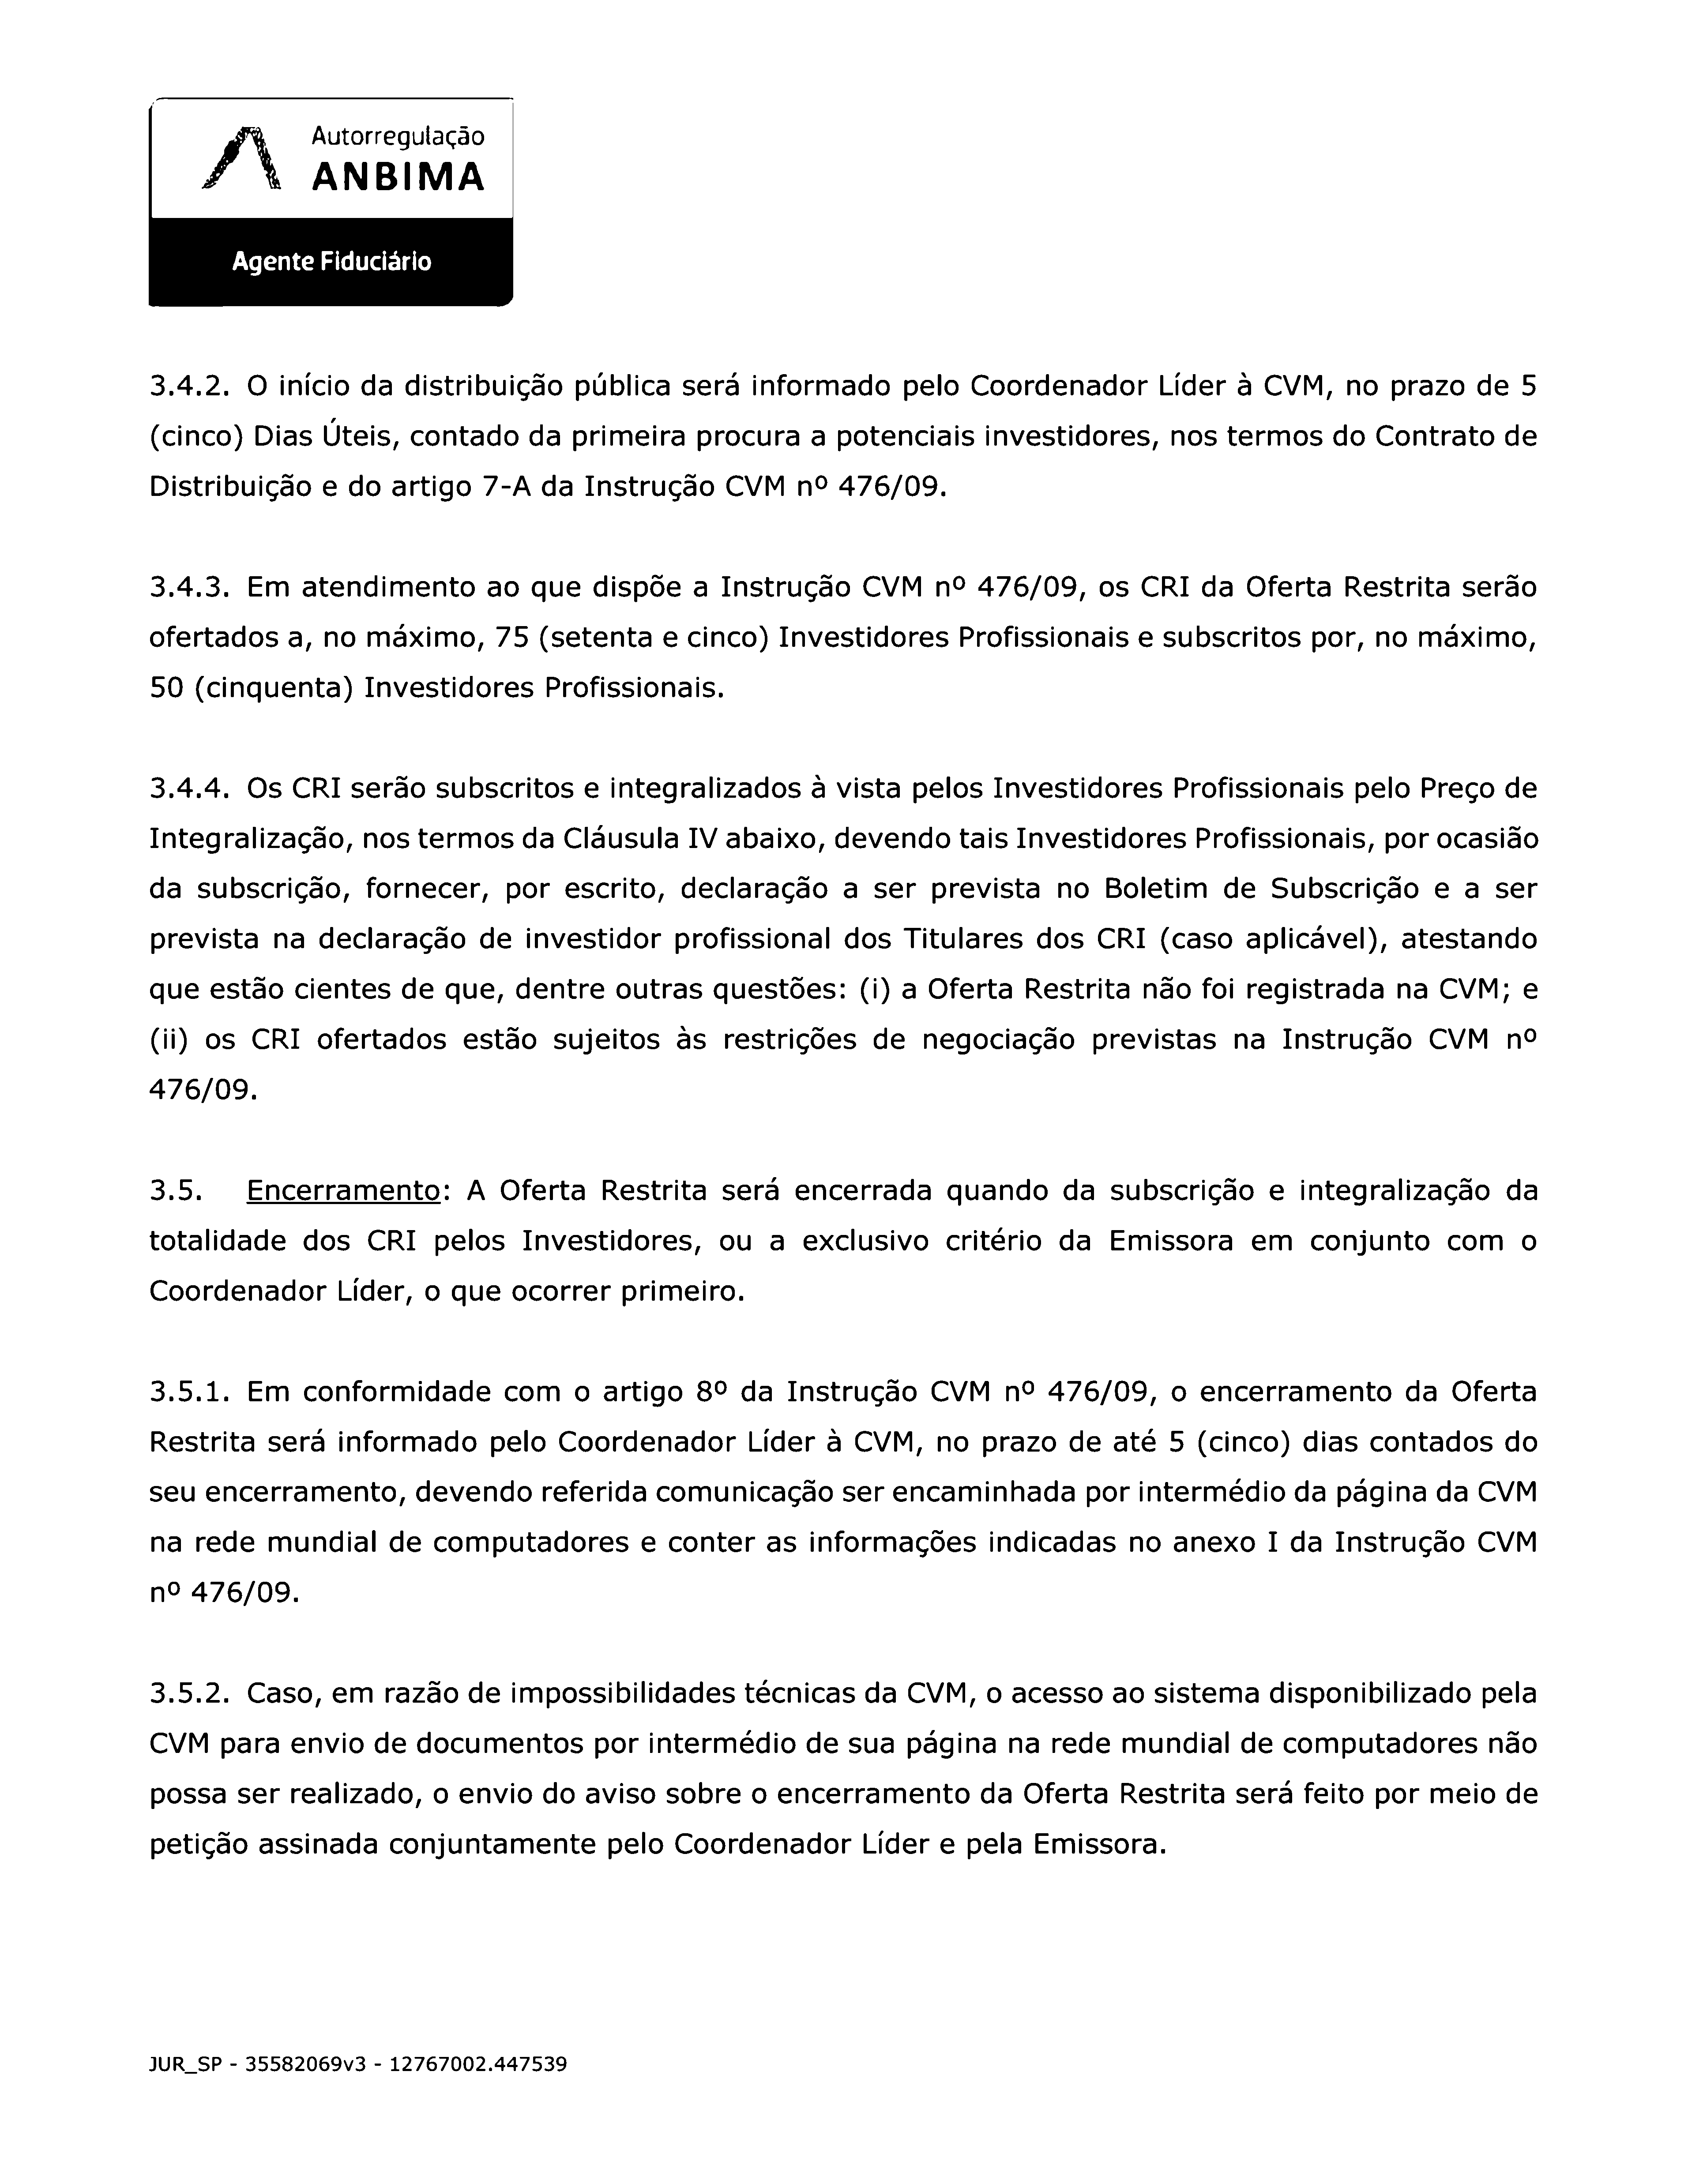 Autorregulação
ANBIMA
Agente Fiduciário
3.4.2. O início da distribuição pública será informado pelo Coordenador Líder à CVM, no prazo de 5
(cinco) Dias Úteis, contado da primeira procura a potenciais investidores, nos termos do Contrato de
Distribuição e do artigo 7-A da Instrução CVM nº 476/09.
3.4.3. Em atendimento ao que dispõe a Instrução CVM nº 476/09, os CRI da Oferta Restrita serão
ofertados a, no máximo, 75 (setenta e cinco) Investidores Profissionais e subscritos por, no máximo,
50 (cinquenta) Investidores Profissionais.
3.4.4. Os CRI serão subscritos e integralizados à vista pelos Investidores Profissionais pelo Preço de
Integralização, nos termos da Cláusula IV abaixo, devendo tais Investidores Profissionais, por ocasião
da subscrição, fornecer, por escrito, declaração a ser prevista no Boletim de Subscrição e a ser
prevista na declaração de investidor profissional dos Titulares dos CRI (caso aplicável), atestando
que estão cientes de que, dentre outras questões: (i) a Oferta Restrita não foi registrada na CVM; e
(ii) os CRI ofertados estão sujeitos às restrições de negociação previstas na Instrução CVM nº
476/09.
3.5. Encerramento: A Oferta Restrita será encerrada quando da subscrição e integralização da
totalidade dos CRI pelos Investidores, ou a exclusivo critério da Emissora em conjunto com o
Coordenador Líder, o que ocorrer primeiro.
3.5.1. Em conformidade com o artigo 8º da Instrução CVM nº 476/09, o encerramento da Oferta
Restrita será informado pelo Coordenador Líder à CVM, no prazo de até 5 (cinco) dias contados do
seu encerramento, devendo referida comunicação ser encaminhada por intermédio da página da CVM
na rede mundial de computadores e conter as informações indicadas no anexo I da Instrução CVM
nº 476/09.
3.5.2. Caso, em razão de impossibilidades técnicas da CVM, o acesso ao sistema disponibilizado pela
CVM para envio de documentos por intermédio de sua página na rede mundial de computadores não
possa ser realizado, o envio do aviso sobre o encerramento da Oferta Restrita será feito por meio de
petição assinada conjuntamente pelo Coordenador Líder e pela Emissora.
JUR_SP - 35582069v3 - 12767002.447539